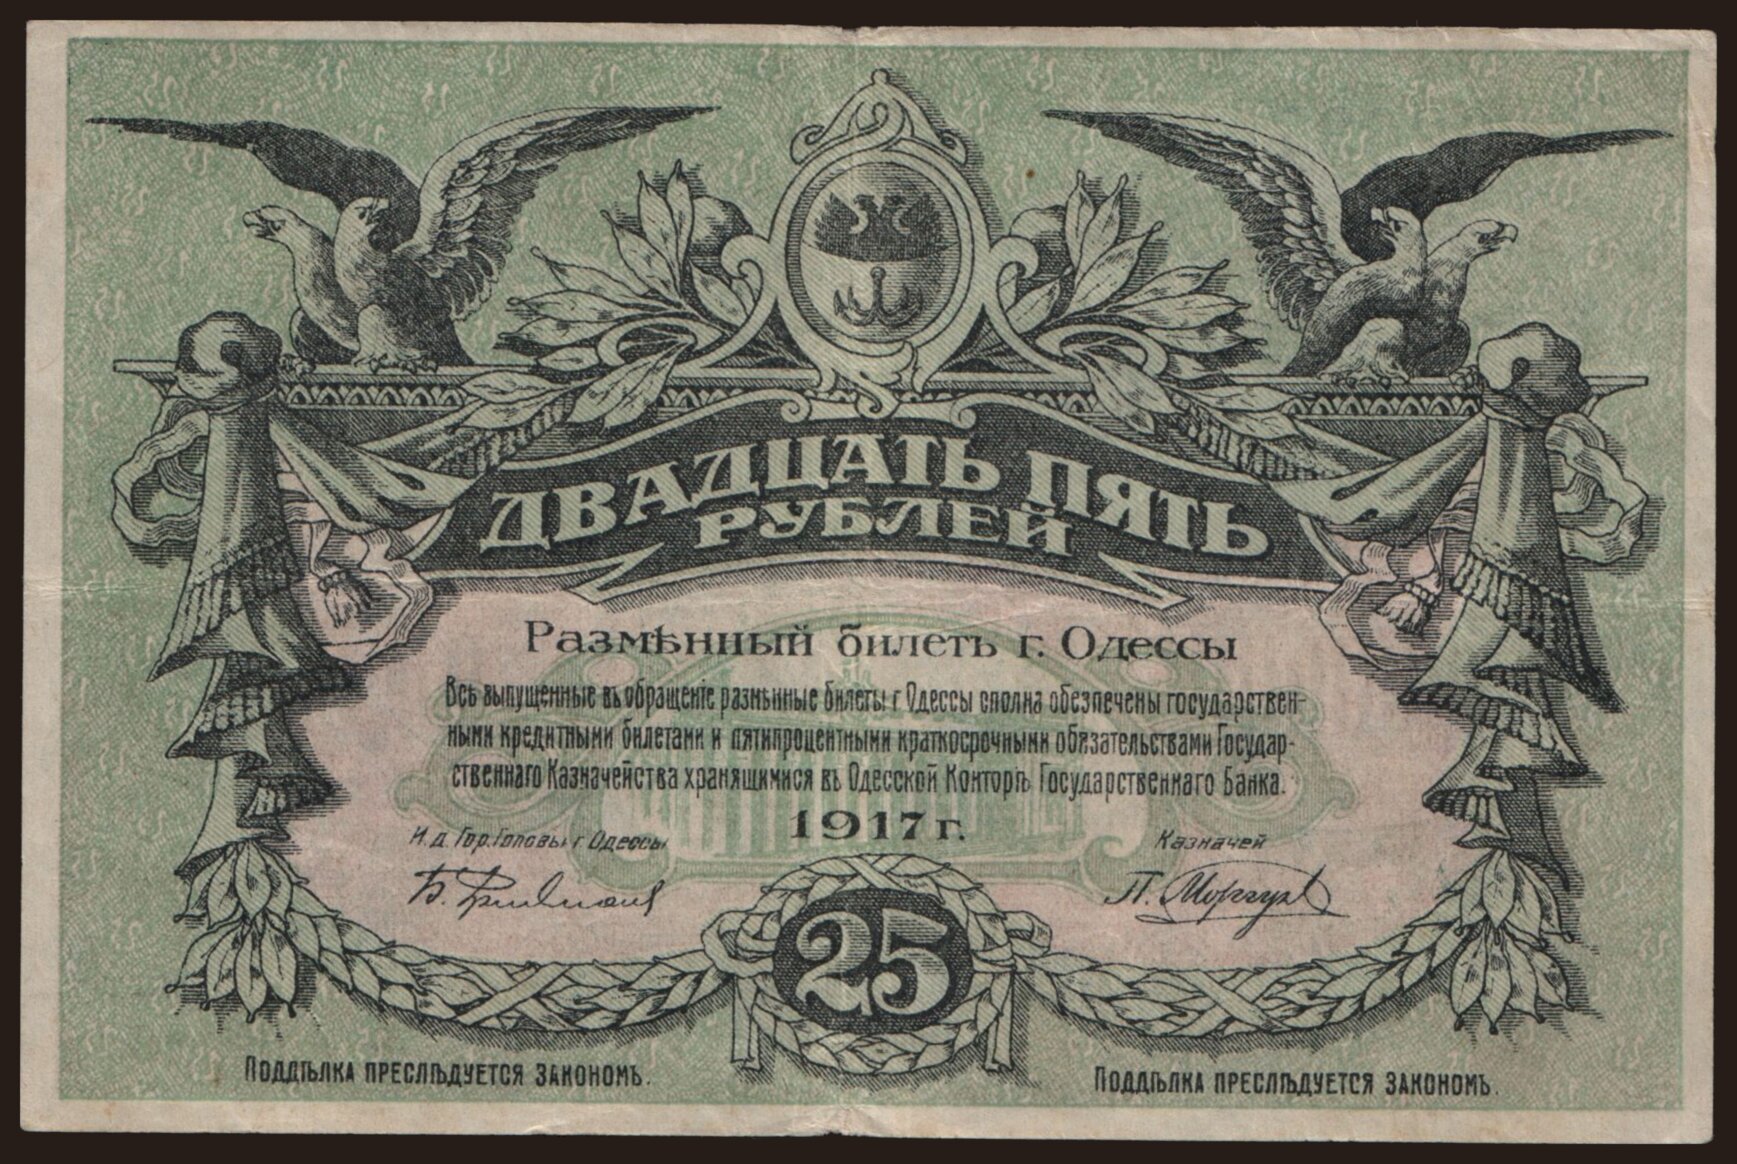 ДВАДЦАТЬ ПЯТЬ
РУБЛЕЙ
Размѣнный билетъ г. Одессы
Всѣ выпущенные въ обращеніе размѣнные билеты г Одессы сполна обезпечены государствен-
ными кредитными билетами и пятипроцентными краткосрочными обязательствами Государ-
ственнаго Казначейства хранящимися въ Одесской Конторѣ Государственнаго Банка.
1917 г.
И. д. Гор. Головы г. Одессы
Казначей
25
Поддѣлка преслѣдуется закономъ.
Поддѣлка преслѣдуется закономъ.